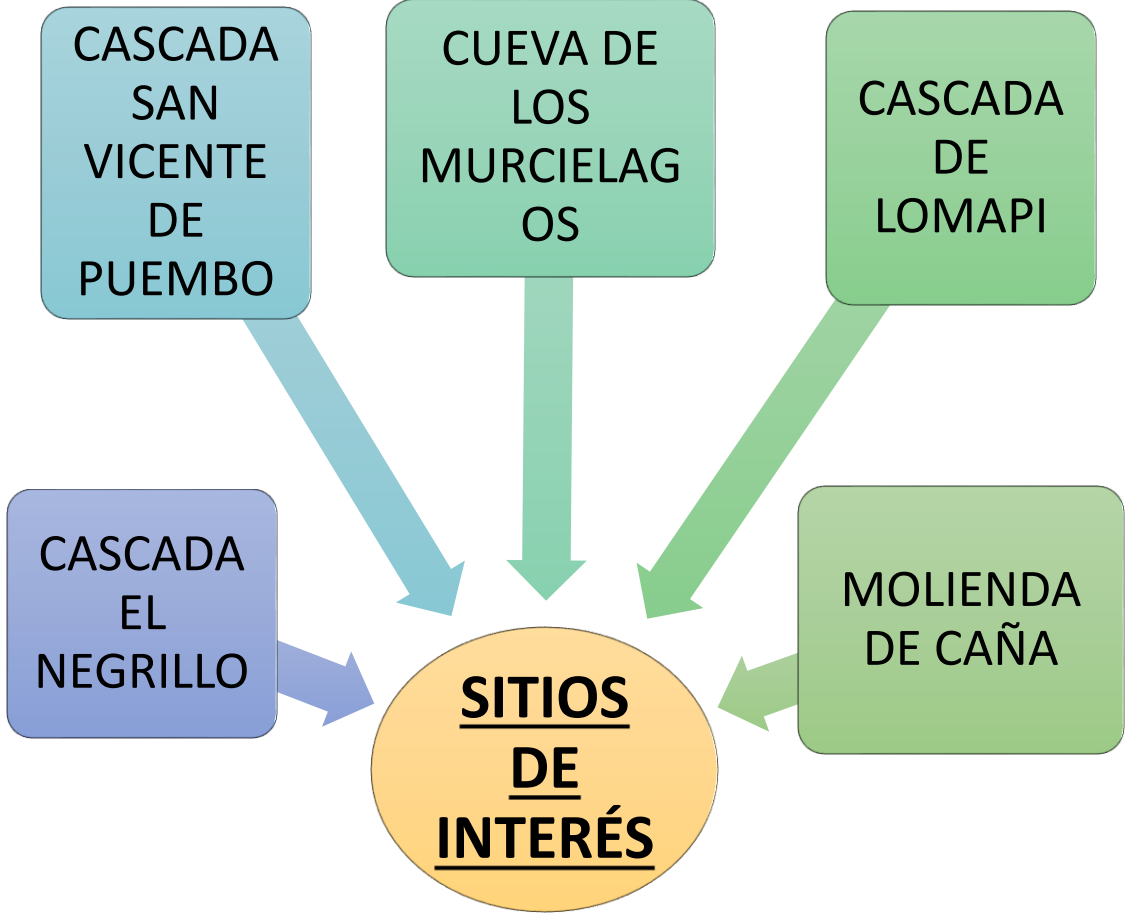 CASCADA
SAN
VICENTE
DE
PUEMBO
CUEVA DE
LOS
MURCIELAG
OS
CASCADA
DE
LOMAPI
CASCADA
EL
NEGRILLO
MOLIENDA
DE CAÑA
SITIOS
DE
INTERÉS